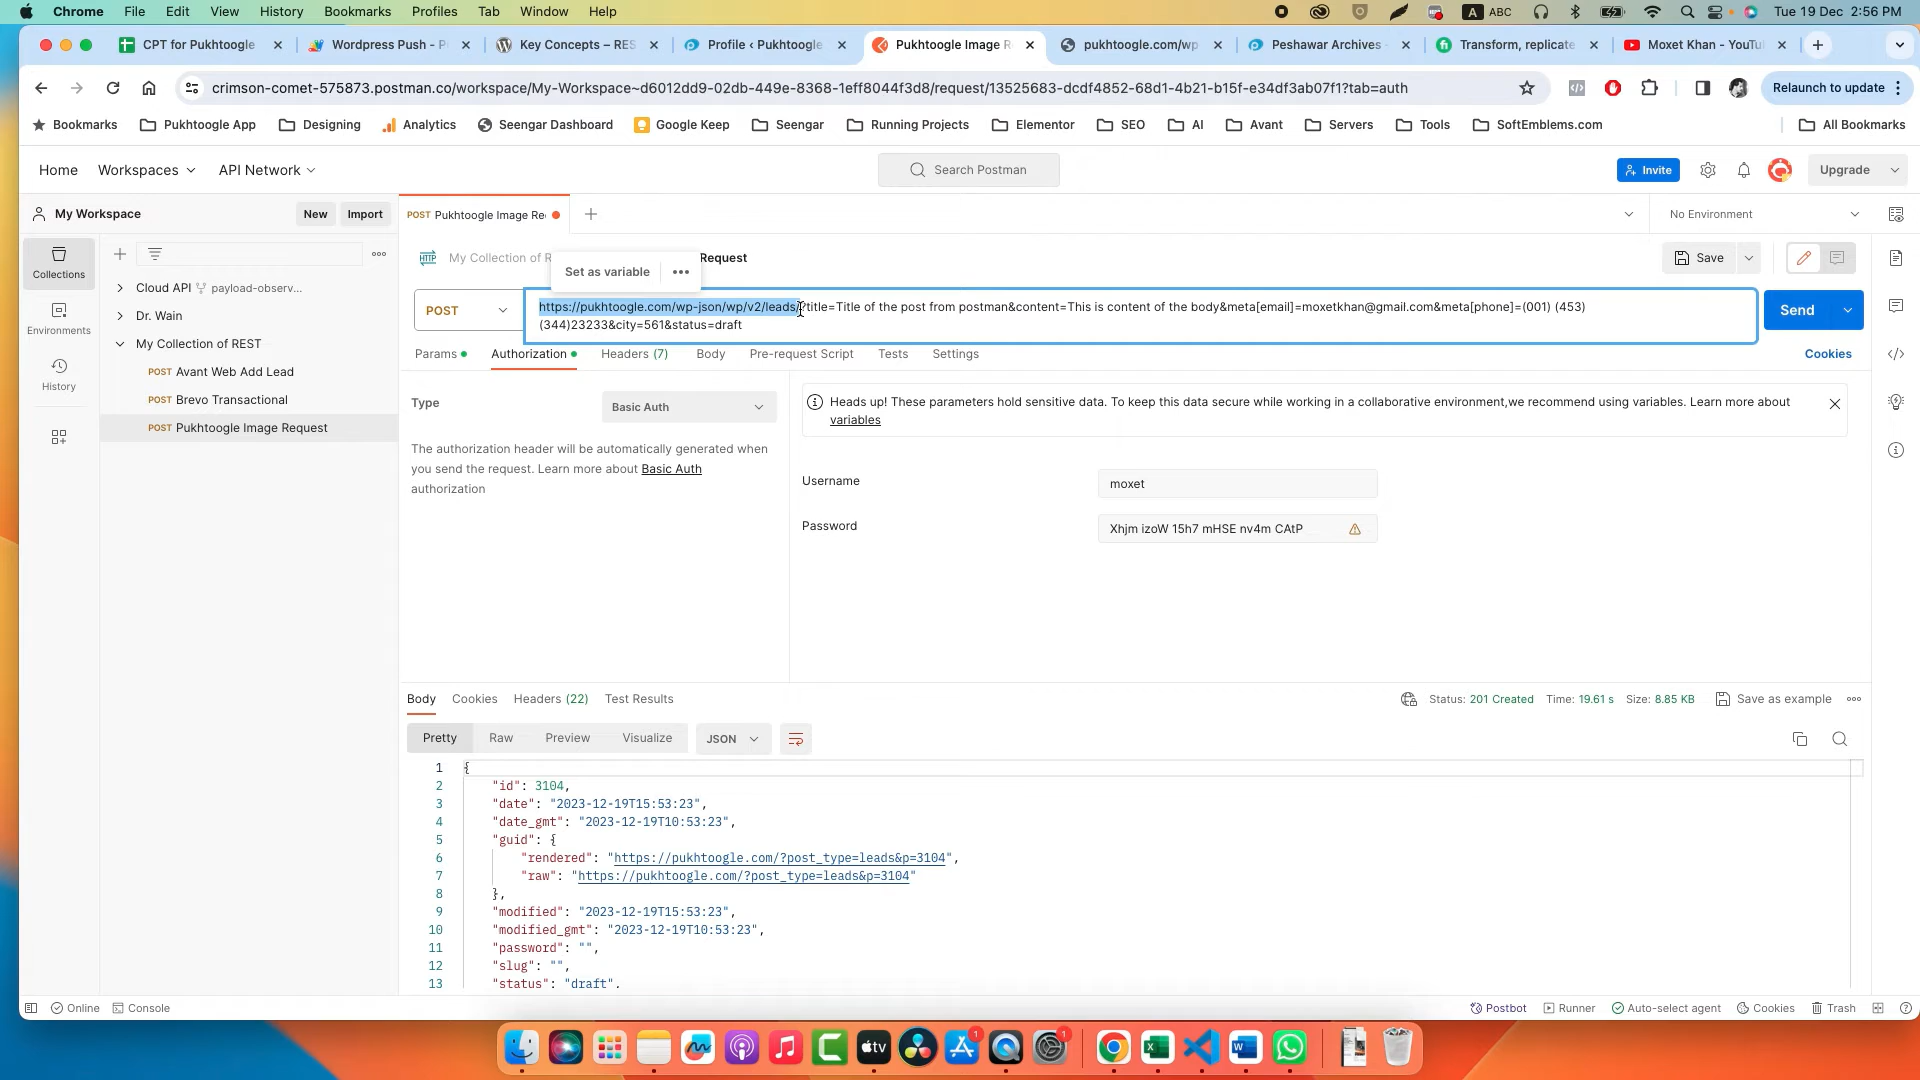 Chrome File Edit View History Bookmarks Profiles Tab Window Help
A ABC Tue 19 Dec 2:56 PM
CPT for Pukhtoogle
Wordpress Push - P
Key Concepts – RES
Profile ‹ Pukhtoogle
Pukhtoogle Image R
pukhtoogle.com/wp
Peshawar Archives -
Transform, replicate
Moxet Khan - YouTu
crimson-comet-575873.postman.co/workspace/My-Workspace~d6012dd9-02db-449e-8368-1eff8044f3d8/request/13525683-dcdf4852-68d1-4b21-b15f-e34df3ab07f1?tab=auth
Relaunch to update
Bookmarks Pukhtoogle App Designing Analytics Seengar Dashboard Google Keep Seengar Running Projects Elementor SEO AI Avant Servers Tools SoftEmblems.com All Bookmarks
Home Workspaces API Network
Search Postman
Invite Upgrade
My Workspace New Import
POST Pukhtoogle Image Re
No Environment
Collections
Environments
History
Cloud API payload-observ...
Dr. Wain
My Collection of REST
POST Avant Web Add Lead
POST Brevo Transactional
POST Pukhtoogle Image Request
HTTP My Collection of R Request
Save
Set as variable
POST
https://pukhtoogle.com/wp-json/wp/v2/leads/?title=Title of the post from postman&content=This is content of the body&meta[email]=moxetkhan@gmail.com&meta[phone]=(001) (453)
(344)23233&city=561&status=draft
Send
Params Authorization Headers (7) Body Pre-request Script Tests Settings Cookies
Type Basic Auth
The authorization header will be automatically generated when
you send the request. Learn more about Basic Auth
authorization
Heads up! These parameters hold sensitive data. To keep this data secure while working in a collaborative environment,we recommend using variables. Learn more about
variables
Username moxet
Password Xhjm izoW 15h7 mHSE nv4m CAtP
Body Cookies Headers (22) Test Results
Status: 201 Created Time: 19.61 s Size: 8.85 KB Save as example
Pretty Raw Preview Visualize JSON
1 {
2 "id": 3104,
3 "date": "2023-12-19T15:53:23",
4 "date_gmt": "2023-12-19T10:53:23",
5 "guid": {
6 "rendered": "https://pukhtoogle.com/?post_type=leads&p=3104",
7 "raw": "https://pukhtoogle.com/?post_type=leads&p=3104"
8 },
9 "modified": "2023-12-19T15:53:23",
10 "modified_gmt": "2023-12-19T10:53:23",
11 "password": "",
12 "slug": "",
13 "status": "draft".
Online Console
Postbot Runner Auto-select agent Cookies Trash
tv
1
1